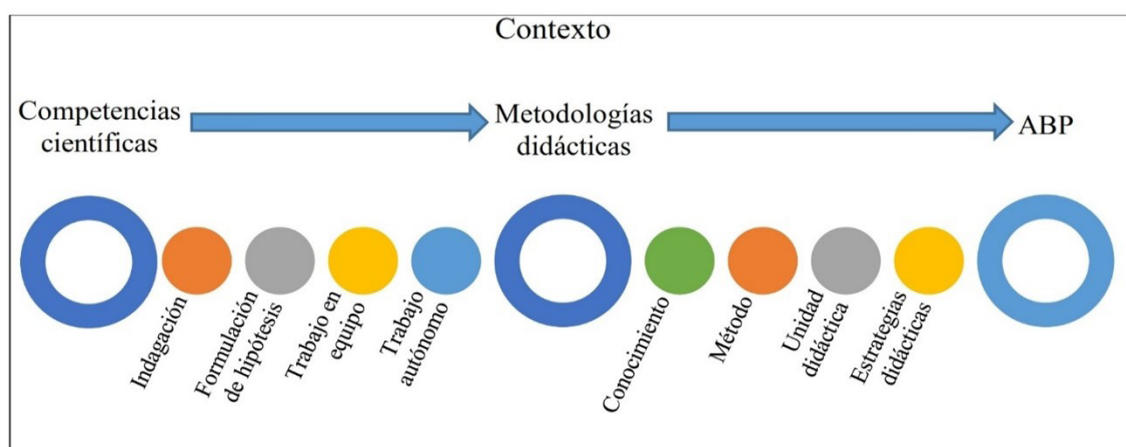 Contexto
Competencias
científicas
Metodologías
didácticas
ABP
Indagación
Formulación
de hipótesis
Trabajo en
equipo
Trabajo
autónomo
Conocimiento
Método
Unidad
didáctica
Estrategias
didácticas